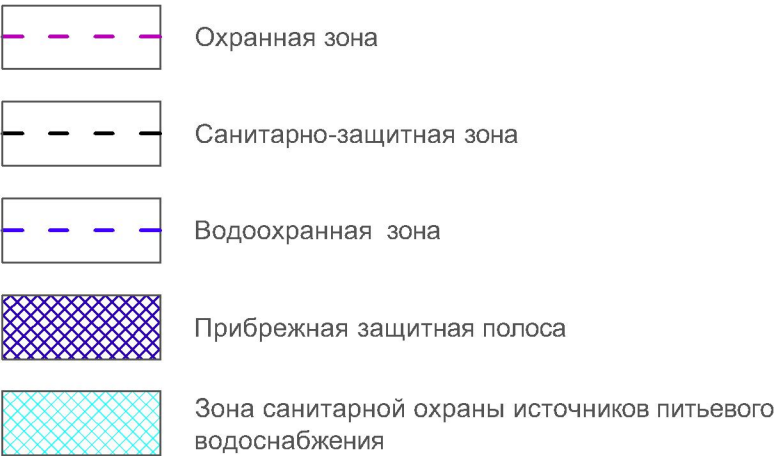 Охранная зона
Санитарно-защитная зона
Водоохранная зона
Прибрежная защитная полоса
Зона санитарной охраны источников питьевого
водоснабжения